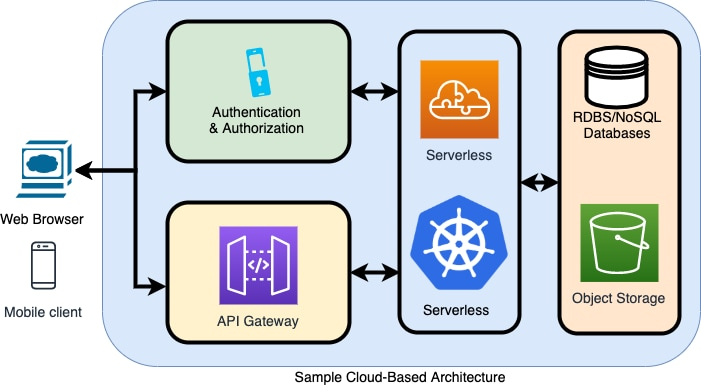 Authentication
& Authorization
RDBS/NoSQL
Databases
Serverless
Web Browser
Mobile client
</>
API Gateway
Serverless
Object Storage
Sample Cloud-Based Architecture